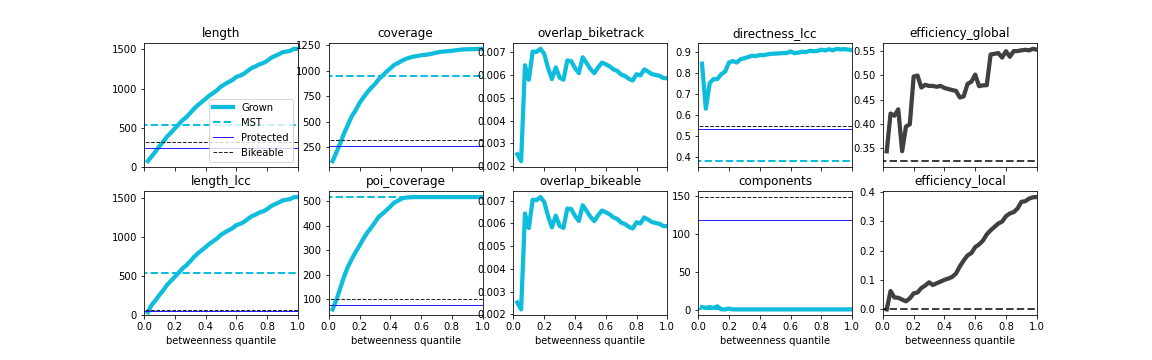 length
coverage
overlap_biketrack
directness_lcc
efficiency_global
1500
1000
500
0
Grown
MST
Protected
Bikeable
1250
1000
750
500
250
0.007
0.006
0.005
0.004
0.003
0.002
0.9
0.8
0.7
0.6
0.5
0.4
0.55
0.50
0.45
0.40
0.35
length_lcc
poi_coverage
overlap_bikeable
components
efficiency_local
1500
1000
500
0
500
400
300
200
100
0.007
0.006
0.005
0.004
0.003
0.002
150
100
50
0
0.4
0.3
0.2
0.1
0.0
0.0 0.2 0.4 0.6 0.8 1.0
0.0 0.2 0.4 0.6 0.8 1.0
0.0 0.2 0.4 0.6 0.8 1.0
0.0 0.2 0.4 0.6 0.8 1.0
0.0 0.2 0.4 0.6 0.8 1.0
betweenness quantile
betweenness quantile
betweenness quantile
betweenness quantile
betweenness quantile